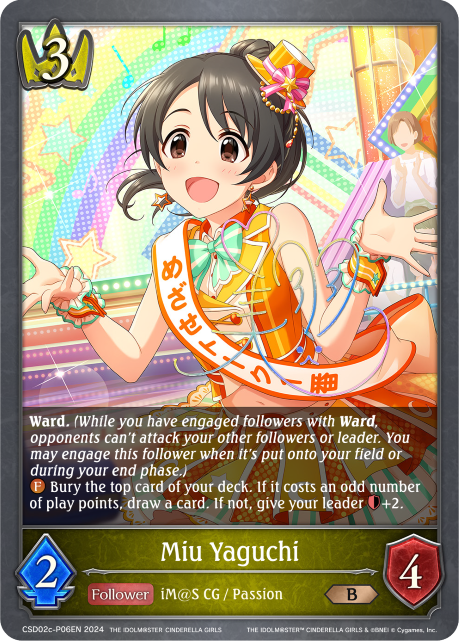 3
めざせトーク一番
Ward. (While you have engaged followers with Ward,
opponents can't attack your other followers or leader. You
may engage this follower when it's put onto your field or
during your end phase.)
F Bury the top card of your deck. If it costs an odd number
of play points, draw a card. If not, give your leader +2.
Miu Yaguchi
2
4
Follower iM@S CG / Passion
B
CSD02c-P06EN 2024 THE IDOLM@STER CINDERELLA GIRLS THE IDOLM@STER™ CINDERELLA GIRLS & ©BNEI © Cygames, Inc.